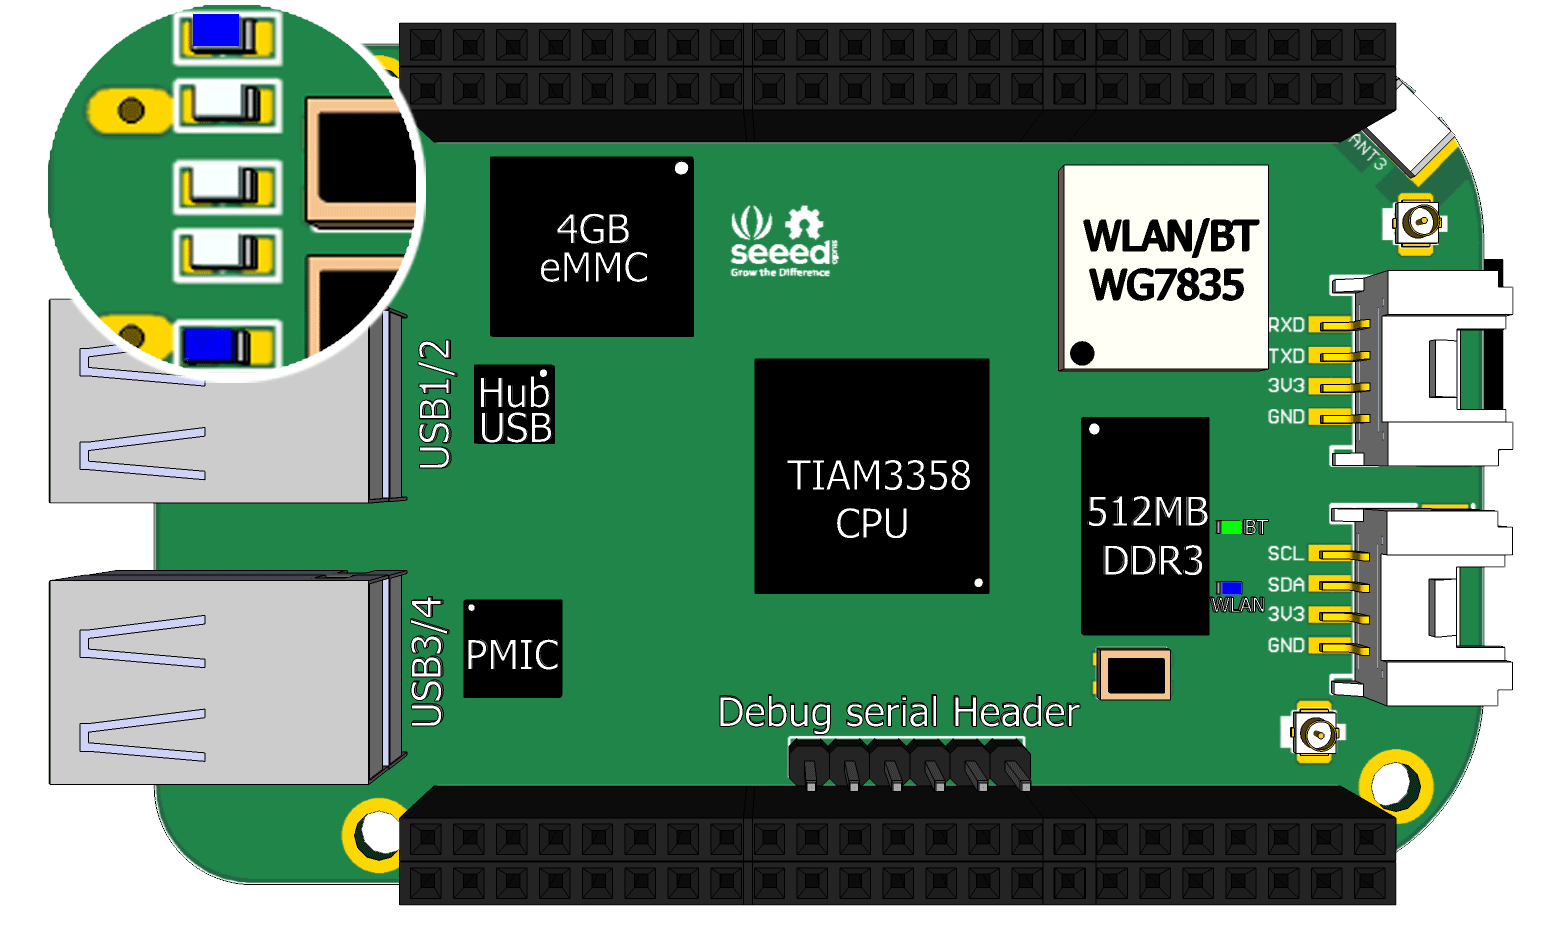 ANT3
4GB
eMMC
seeed
studio
Grow the Difference
WLAN/BT
WG7835
RXD
TXD
3V3
GND
USB1/2
Hub
USB
TIAM3358
CPU
512MB
DDR3
BT
WLAN
SCL
SDA
3V3
GND
USB3/4
PMIC
Debug serial Header